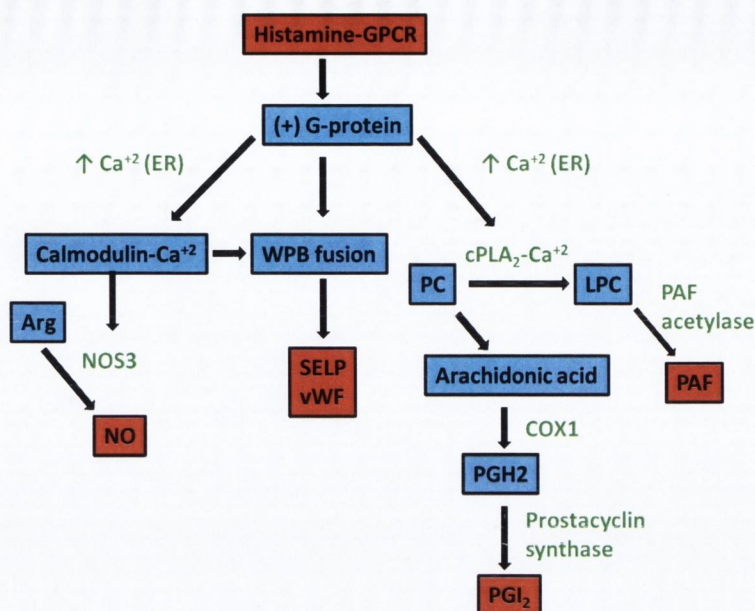 Histamine-GPCR
(+) G-protein
↑ Ca⁺² (ER)
↑ Ca⁺² (ER)
Calmodulin-Ca⁺²
WPB fusion
cPLA₂-Ca⁺²
PC
LPC
PAF
acetylase
Arg
NOS3
SELP
vWF
Arachidonic acid
PAF
NO
COX1
PGH2
Prostacyclin
synthase
PGI₂